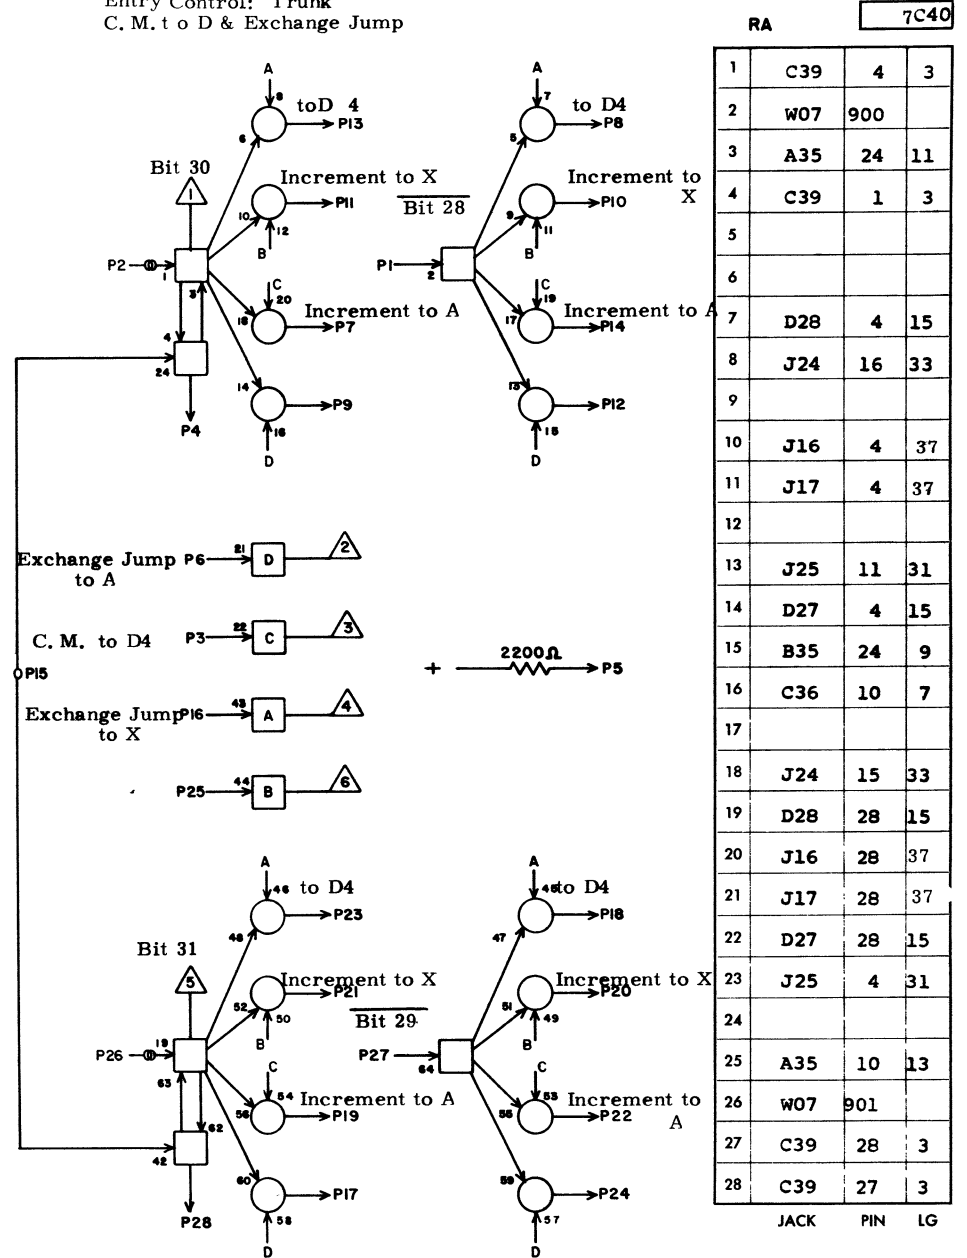 Entry Control: Trunk
C. M. to D & Exchange Jump
RA
7C40
A
8
toD 4
P13
6
Bit 30
1
Increment to X
P11
10
12
B
P2
1
3
C
20
Increment to A
18
P7
4
24
14
P9
P4
16
D
A
7
to D4
P8
5
Increment to
X
Bit 28
P10
9
11
B
P1
2
C
19
Increment to A
17
P14
13
P12
15
D
Exchange Jump
to A
P6
21
D
2
C. M. to D4
P3
22
C
3
P15
+
2200Ω
P5
Exchange Jump
to X
P16
43
A
4
P25
44
B
6
A
46
to D4
P23
48
Bit 31
5
Increment to X
P21
52
50
B
P26
19
63
C
54
Increment to A
56
P19
62
42
60
P17
P28
58
D
A
45
to D4
P18
47
Increment to X
P20
Bit 29
51
49
B
P27
64
C
53
Increment to
A
55
P22
59
P24
57
D
1 C39 4 3
2 W07 900
3 A35 24 11
4 C39 1 3
5
6
7 D28 4 15
8 J24 16 33
9
10 J16 4 37
11 J17 4 37
12
13 J25 11 31
14 D27 4 15
15 B35 24 9
16 C36 10 7
17
18 J24 15 33
19 D28 28 15
20 J16 28 37
21 J17 28 37
22 D27 28 15
23 J25 4 31
24
25 A35 10 13
26 W07 901
27 C39 28 3
28 C39 27 3
JACK PIN LG